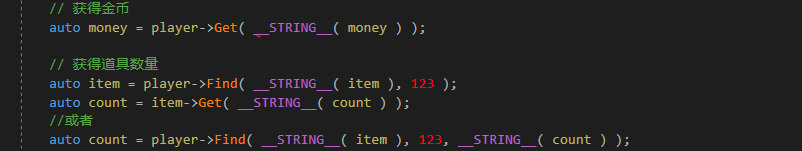 // 获得金币
auto money = player->Get( __STRING__( money ) );
// 获得道具数量
auto item = player->Find( __STRING__( item ), 123 );
auto count = item->Get( __STRING__( count ) );
//或者
auto count = player->Find( __STRING__( item ), 123, __STRING__( count ) );